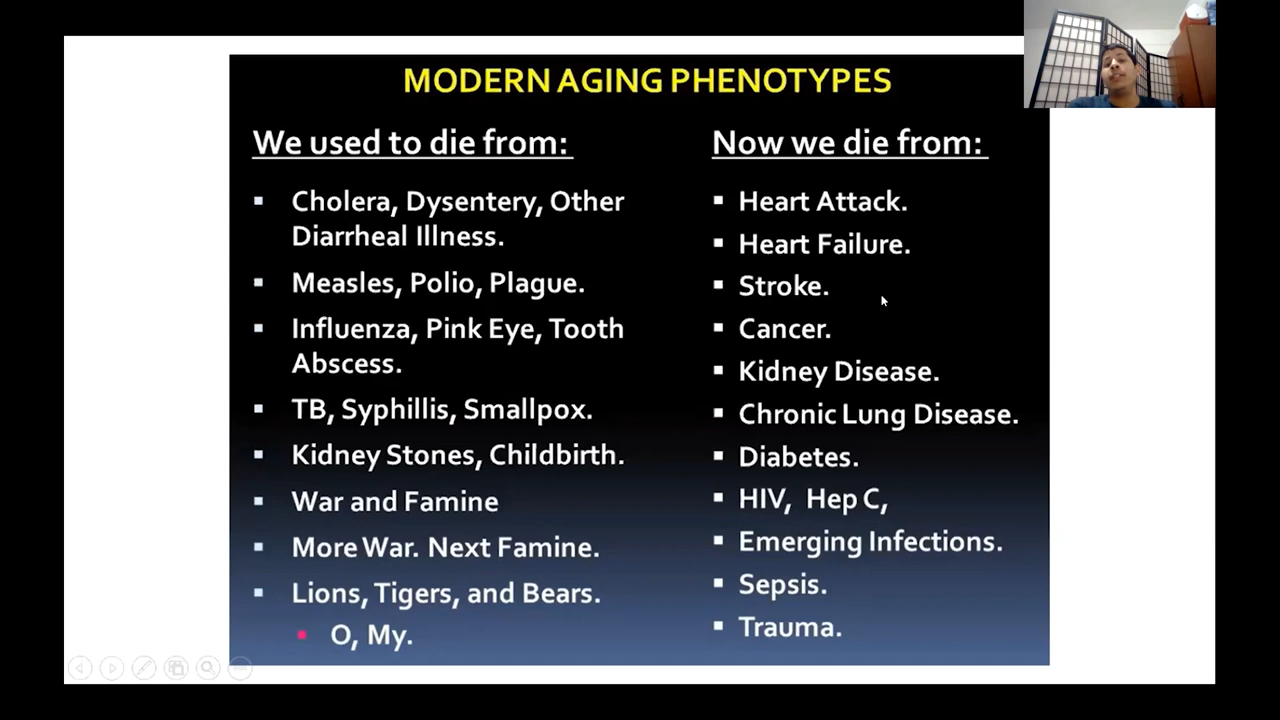 MODERN AGING PHENOTYPES
We used to die from:
Cholera, Dysentery, Other
Diarrheal Illness.
Measles, Polio, Plague.
Influenza, Pink Eye, Tooth
Abscess.
TB, Syphillis, Smallpox.
Kidney Stones, Childbirth.
War and Famine
More War. Next Famine.
Lions, Tigers, and Bears.
O, My.
Now we die from:
Heart Attack.
Heart Failure.
Stroke.
Cancer.
Kidney Disease.
Chronic Lung Disease.
Diabetes.
HIV, Hep C,
Emerging Infections.
Sepsis.
Trauma.